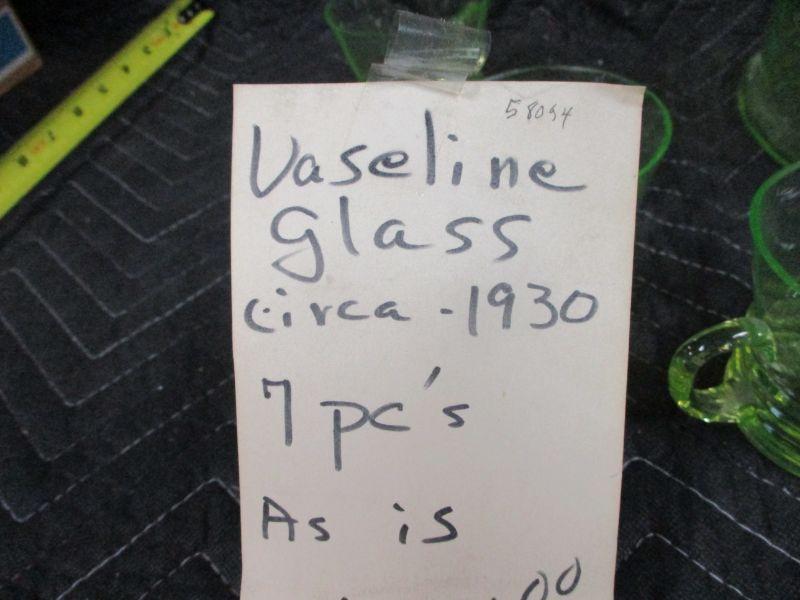 58094
Vaseline
glass
circa - 1930
7 pc's
As is